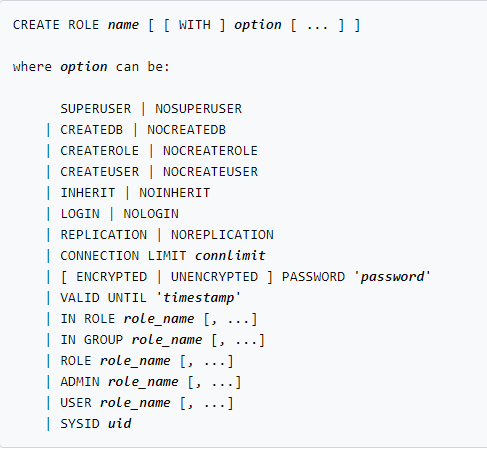 CREATE ROLE name [ [ WITH ] option [ ... ] ]
where option can be:
SUPERUSER | NOSUPERUSER
| CREATEDB | NOCREATEDB
| CREATEROLE | NOCREATEROLE
| CREATEUSER | NOCREATEUSER
| INHERIT | NOINHERIT
| LOGIN | NOLOGIN
| REPLICATION | NOREPLICATION
| CONNECTION LIMIT connlimit
| [ ENCRYPTED | UNENCRYPTED ] PASSWORD 'password'
| VALID UNTIL 'timestamp'
| IN ROLE role_name [, ...]
| IN GROUP role_name [, ...]
| ROLE role_name [, ...]
| ADMIN role_name [, ...]
| USER role_name [, ...]
| SYSID uid